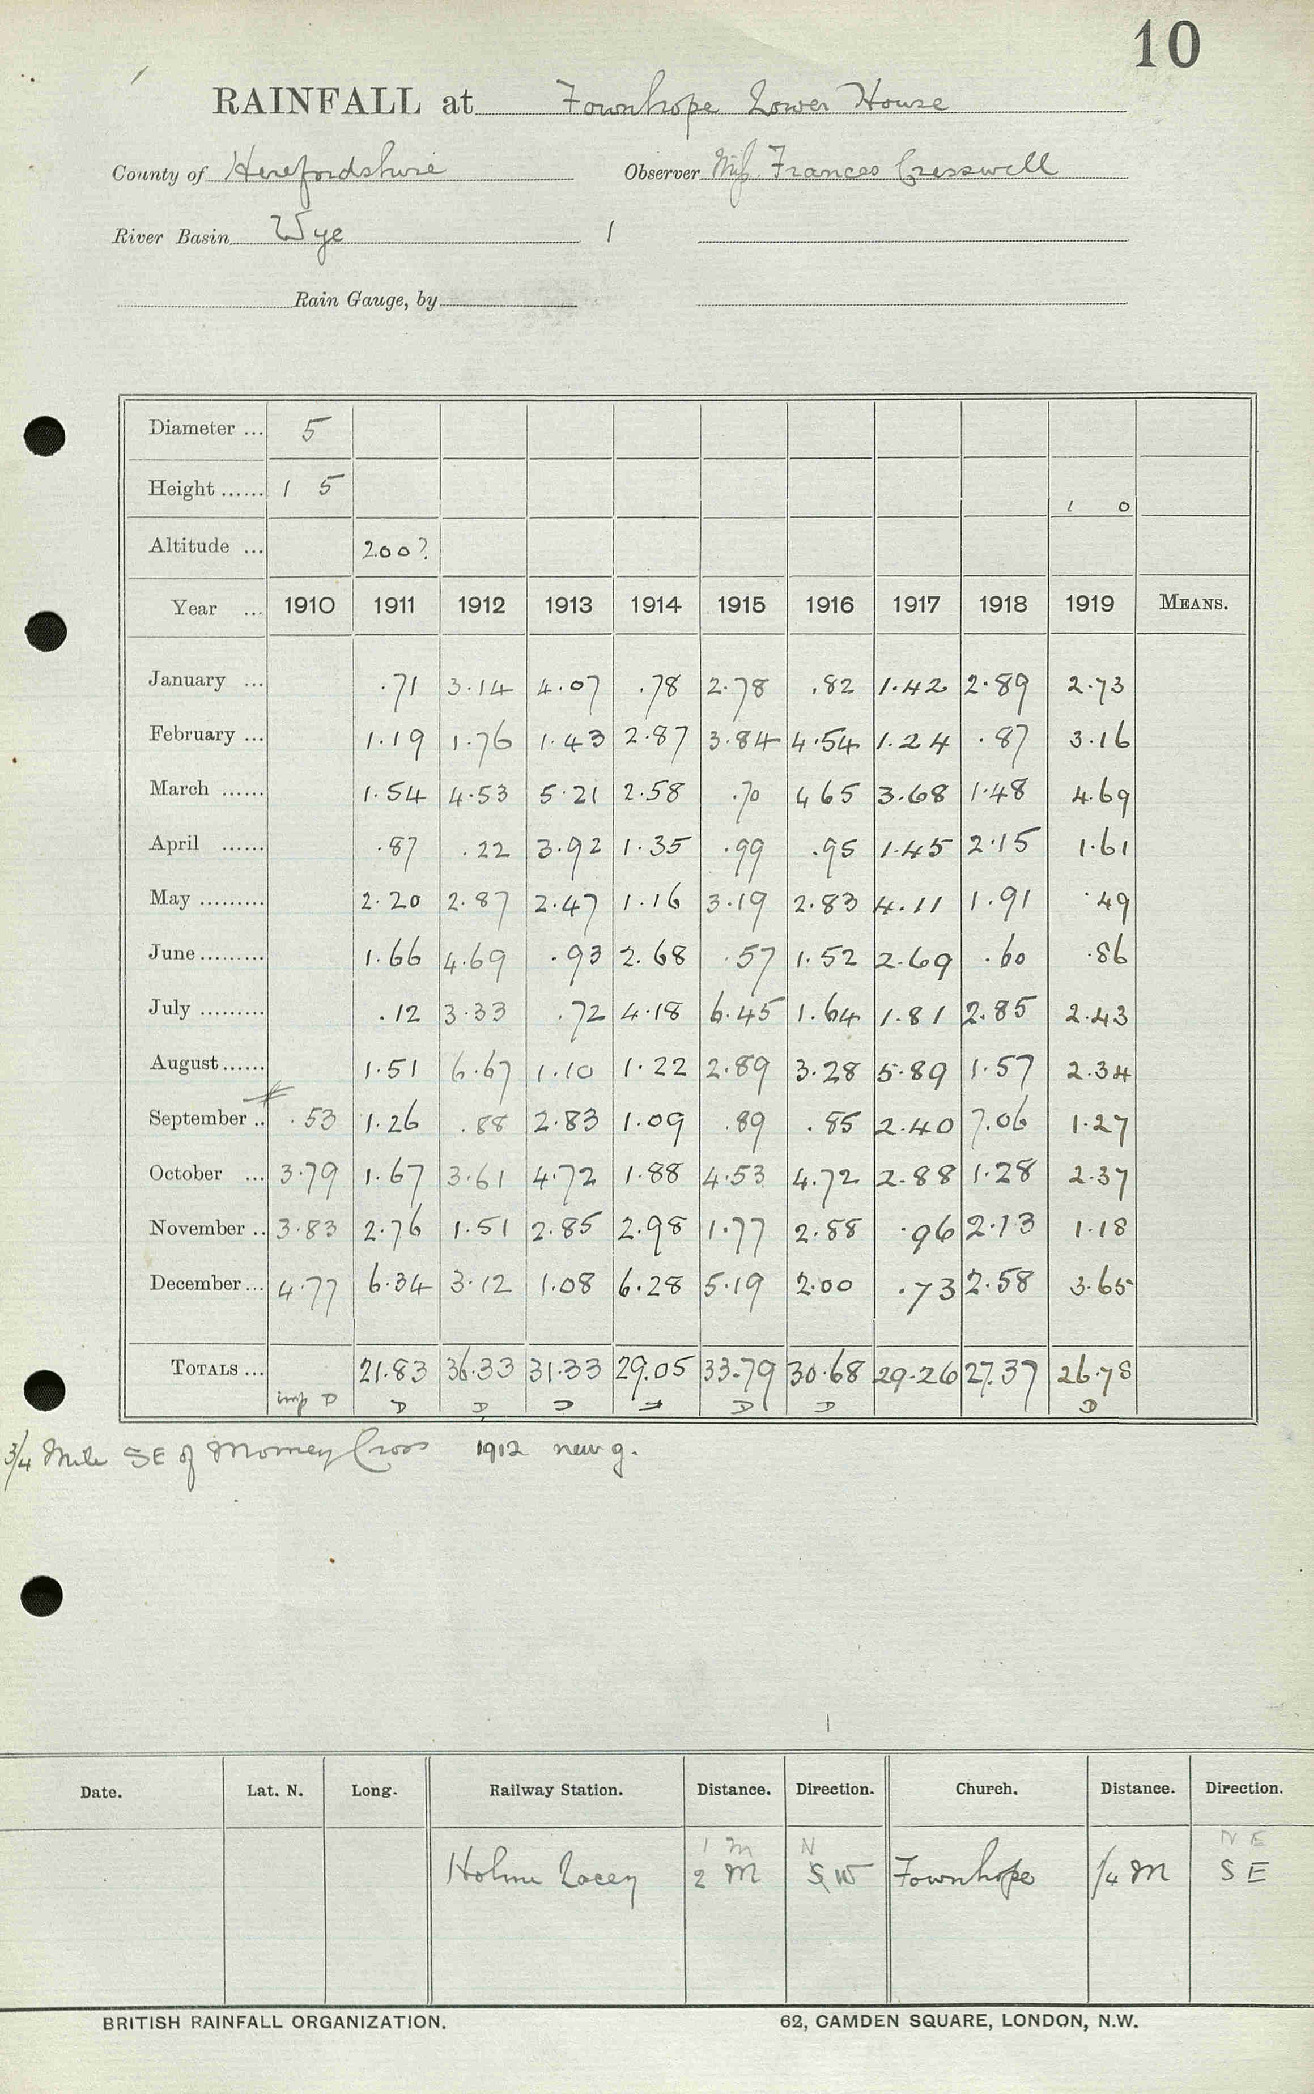 10
RAINFALL at Fownhope Lower House
County of Herefordshire Observer Miss Frances Cresswell
River Basin Wye 1
Rain Gauge, by
Diameter ... 5
Height ...... 1 5 1 0
Altitude ... 200?
Year ... 1910 1911 1912 1913 1914 1915 1916 1917 1918 1919 MEANS.
January ... .71 3.14 4.07 .78 2.78 .82 1.42 2.89 2.73
February ... 1.19 1.76 1.43 2.87 3.84 4.54 1.24 .87 3.16
March ...... 1.54 4.53 5.21 2.58 .70 4 65 3.68 1.48 4.69
April ...... .87 .22 3.92 1.35 .99 .95 1.45 2.15 1.61
May ......... 2.20 2.87 2.47 1.16 3.19 2.83 4.11 1.91 .49
June ......... 1.66 4.69 .93 2.68 .57 1.52 2.69 .60 .86
July ......... .12 3.33 .72 4.18 6.45 1.64 1.81 2.85 2.43
August ...... 1.51 6.67 1.10 1.22 2.89 3.28 5.89 1.57 2.34
September .. .53 1.26 .88 2.83 1.09 .89 .85 2.40 7.06 1.27
October ... 3.79 1.67 3.61 4.72 1.88 4.53 4.72 2.88 1.28 2.37
November .. 3.83 2.76 1.51 2.85 2.98 1.77 2.88 .96 2.13 1.18
December ... 4.77 6.34 3.12 1.08 6.28 5.19 2.00 .73 2.58 3.65
TOTALS ... 21.83 36.33 31.33 29.05 33.79 30.68 29.26 27.37 26.78
imp D D D D D D D D
3/4 Mile SE of Mordiford Cross 1912 new g.
Date. Lat. N. Long. Railway Station. Distance. Direction. Church. Distance. Direction.
1 m N N E
Holme Lacey 2 M S W Fownhope 1/4 M S E
BRITISH RAINFALL ORGANIZATION. 62, CAMDEN SQUARE, LONDON, N.W.